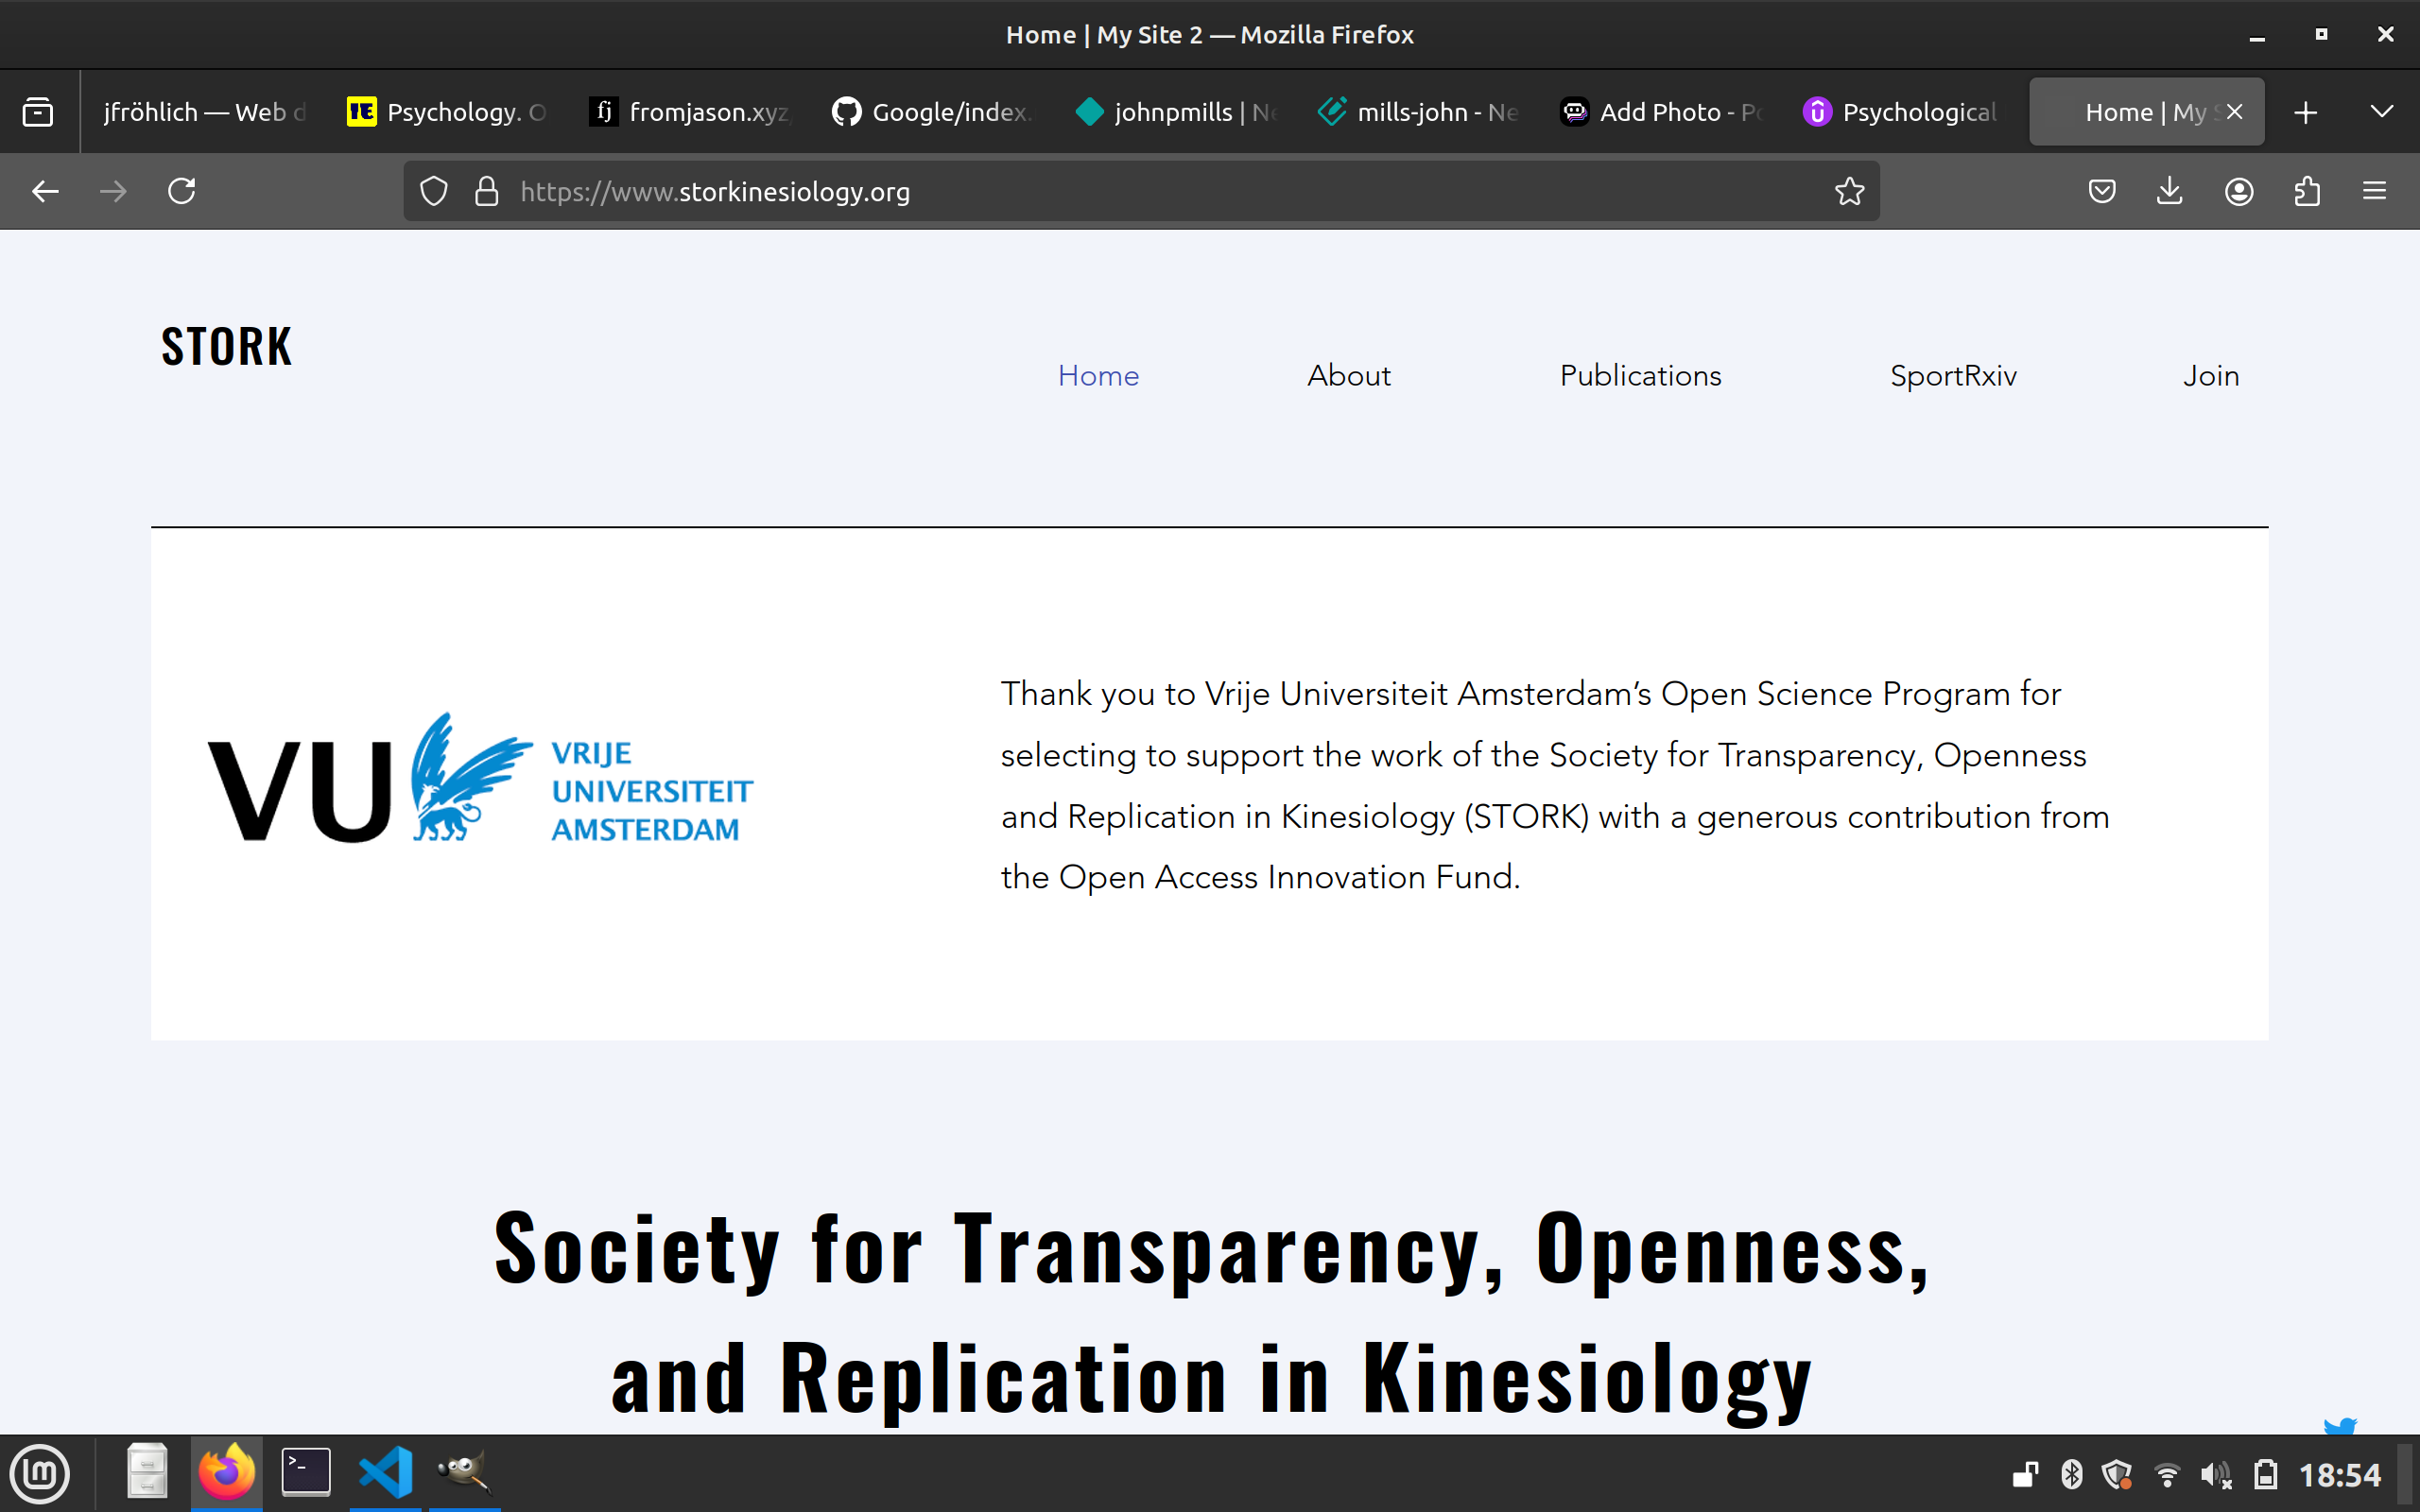 Home | My Site 2 — Mozilla Firefox
jfröhlich — Web d
Psychology. O
fromjason.xyz
Google/index.
johnpmills | Ne
mills-john - Ne
Add Photo - Po
Psychological
Home | My S
https://www.storkinesiology.org
STORK
Home
About
Publications
SportRxiv
Join
VU
VRIJE
UNIVERSITEIT
AMSTERDAM
Thank you to Vrije Universiteit Amsterdam’s Open Science Program for
selecting to support the work of the Society for Transparency, Openness
and Replication in Kinesiology (STORK) with a generous contribution from
the Open Access Innovation Fund.
Society for Transparency, Openness,
and Replication in Kinesiology
18:54